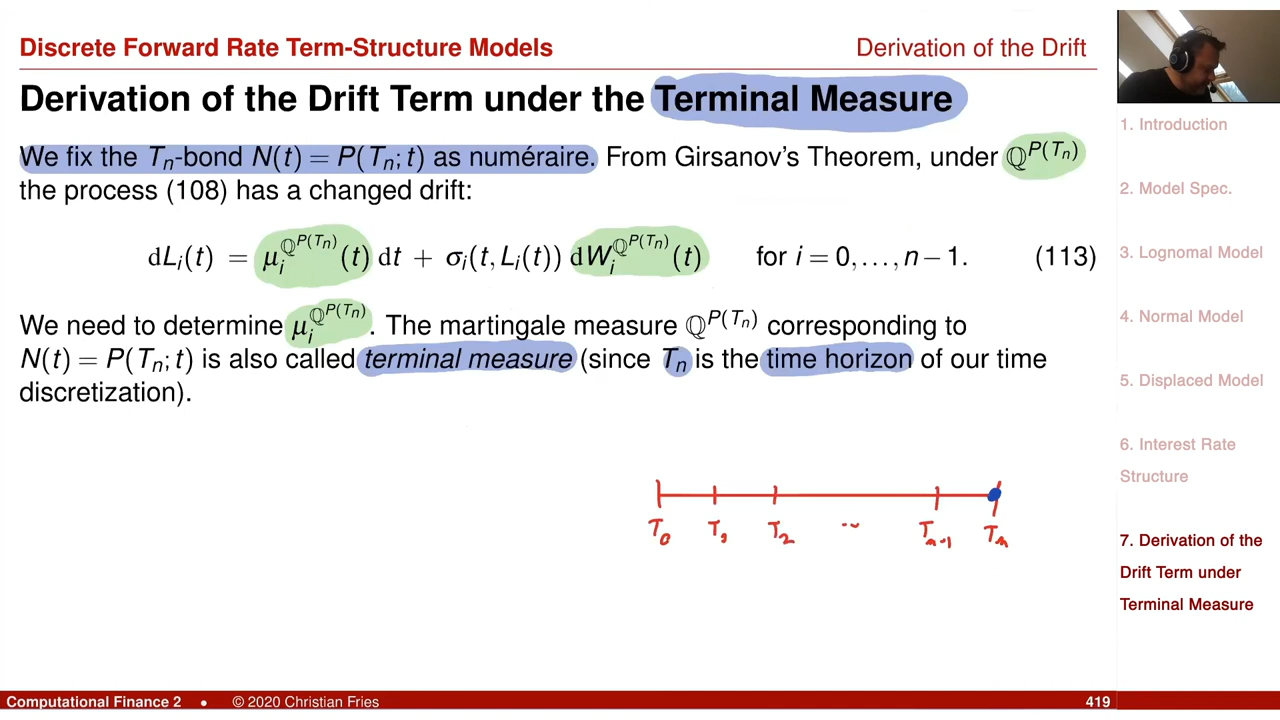 Discrete Forward Rate Term-Structure Models
Derivation of the Drift
Derivation of the Drift Term under the Terminal Measure
We fix the Tₙ-bond N(t) = P(Tₙ; t) as numéraire. From Girsanov's Theorem, under ℚ^{P(Tₙ)}
the process (108) has a changed drift:
dLᵢ(t) = μᵢ^{ℚ^{P(Tₙ)}}(t) dt + σᵢ(t, Lᵢ(t)) dWᵢ^{ℚ^{P(Tₙ)}}(t) for i = 0, ..., n − 1. (113)
We need to determine μᵢ^{ℚ^{P(Tₙ)}}. The martingale measure ℚ^{P(Tₙ)} corresponding to
N(t) = P(Tₙ; t) is also called terminal measure (since Tₙ is the time horizon of our time
discretization).
T₀ T₁ T₂ ... Tₙ₋₁ Tₙ
1. Introduction
2. Model Spec.
3. Lognomal Model
4. Normal Model
5. Displaced Model
6. Interest Rate
Structure
7. Derivation of the
Drift Term under
Terminal Measure
Computational Finance 2 • © 2020 Christian Fries
419